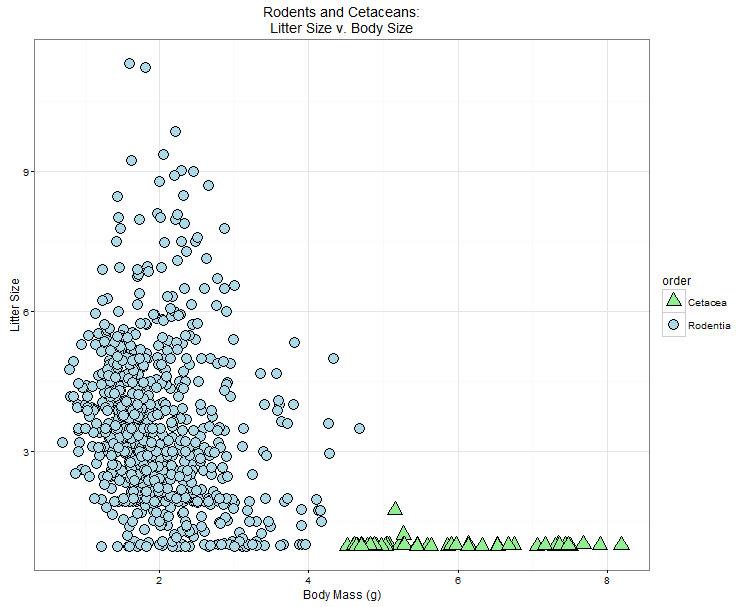 Rodents and Cetaceans:
Litter Size v. Body Size
Litter Size
9
6
3
2
4
6
8
Body Mass (g)
order
Cetacea
Rodentia